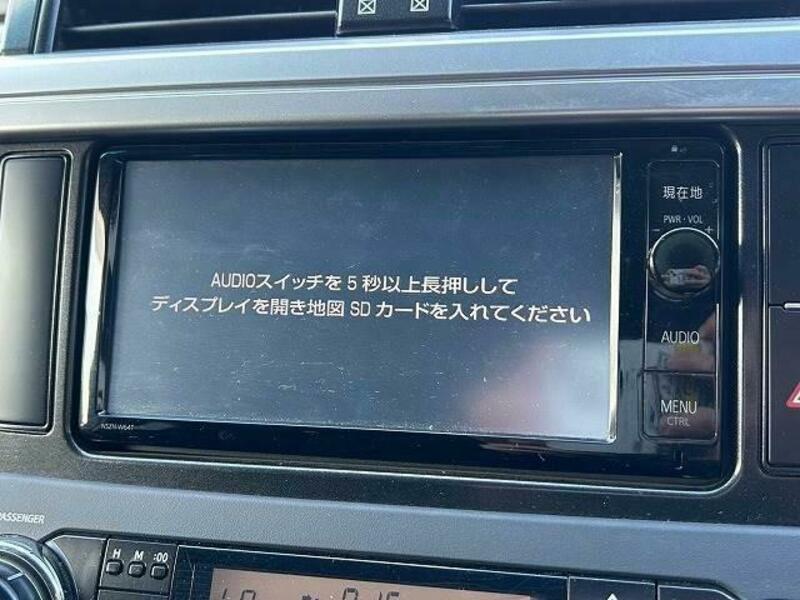 現在地
PWR・VOL
－ ＋
AUDIOスイッチを5秒以上長押しして
ディスプレイを開き地図SDカードを入れてください
AUDIO
MENU
CTRL
NSZN-W64T
PASSENGER
H M :00